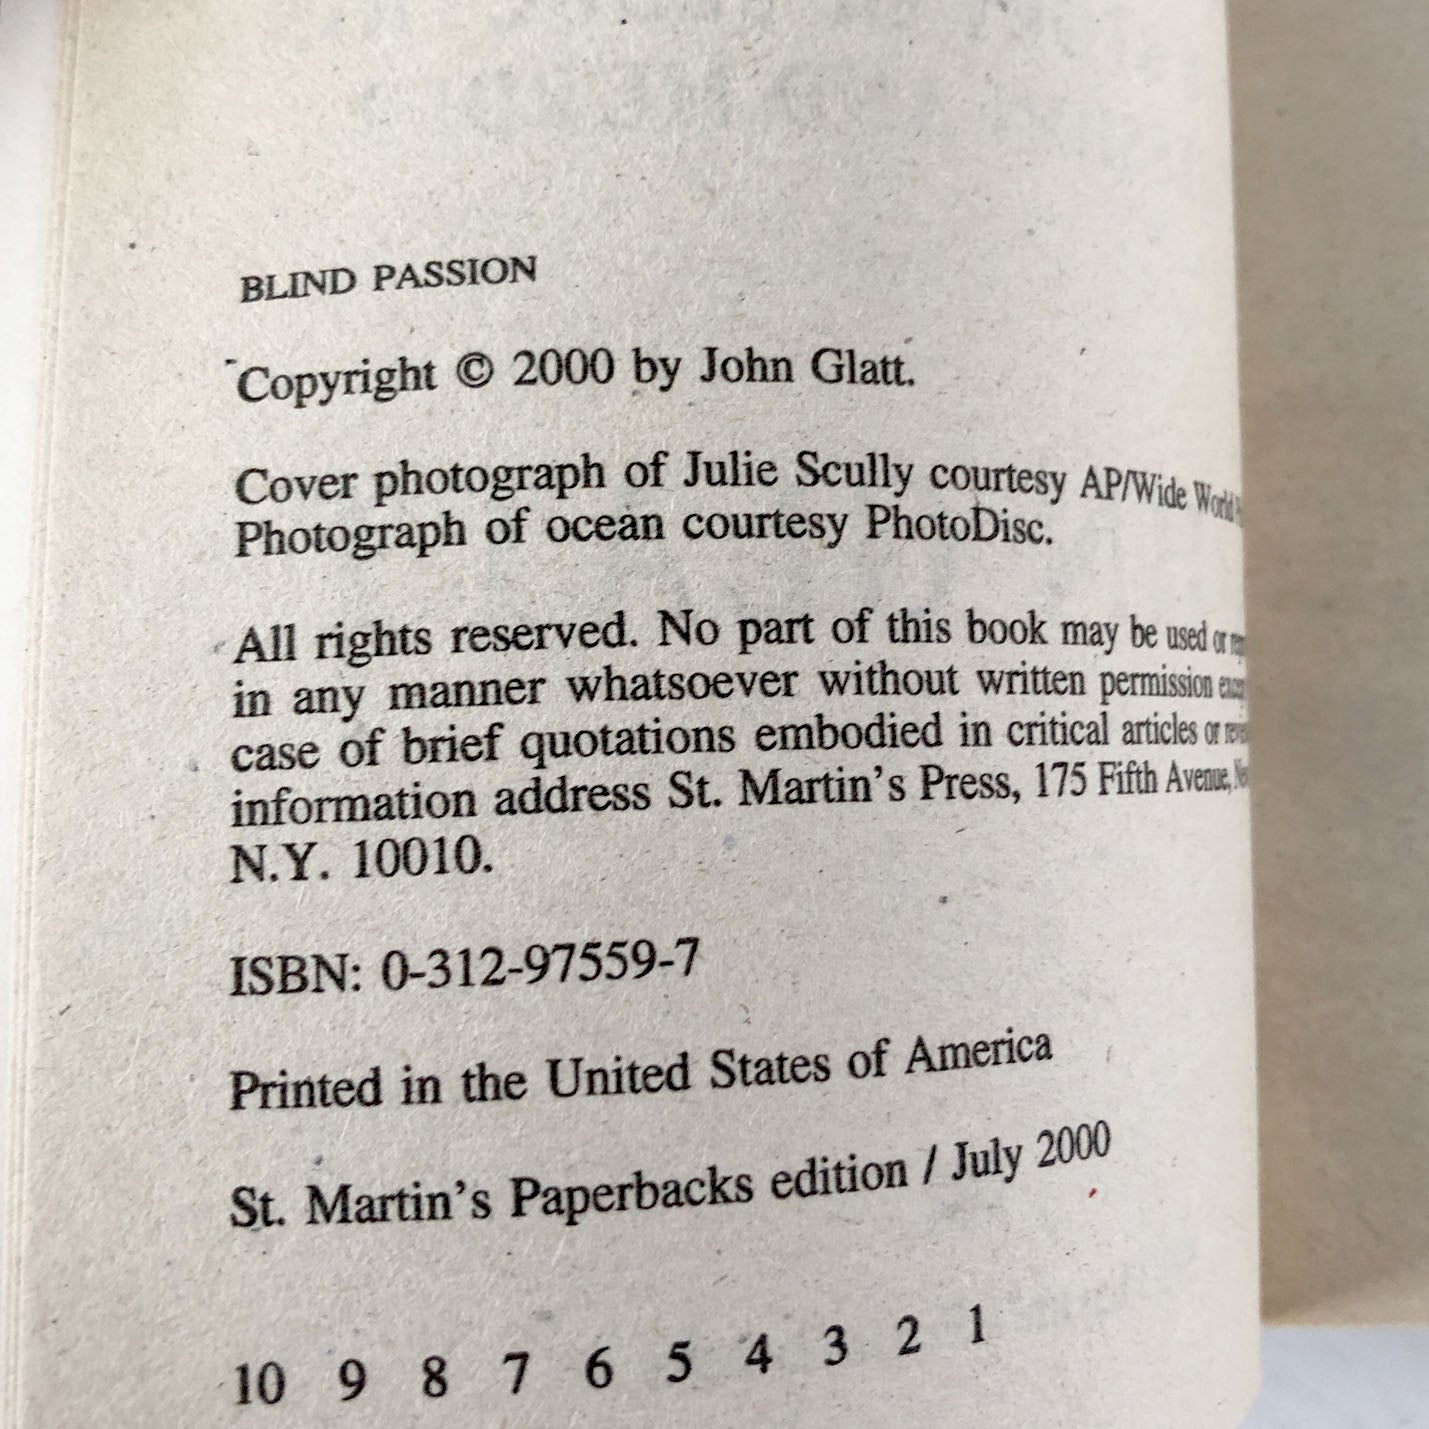 BLIND PASSION
Copyright © 2000 by John Glatt.
Cover photograph of Julie Scully courtesy AP/Wide World
Photograph of ocean courtesy PhotoDisc.
All rights reserved. No part of this book may be used or
in any manner whatsoever without written permission
case of brief quotations embodied in critical articles or
information address St. Martin's Press, 175 Fifth Avenue,
N.Y. 10010.
ISBN: 0-312-97559-7
Printed in the United States of America
St. Martin's Paperbacks edition / July 2000
10 9 8 7 6 5 4 3 2 1